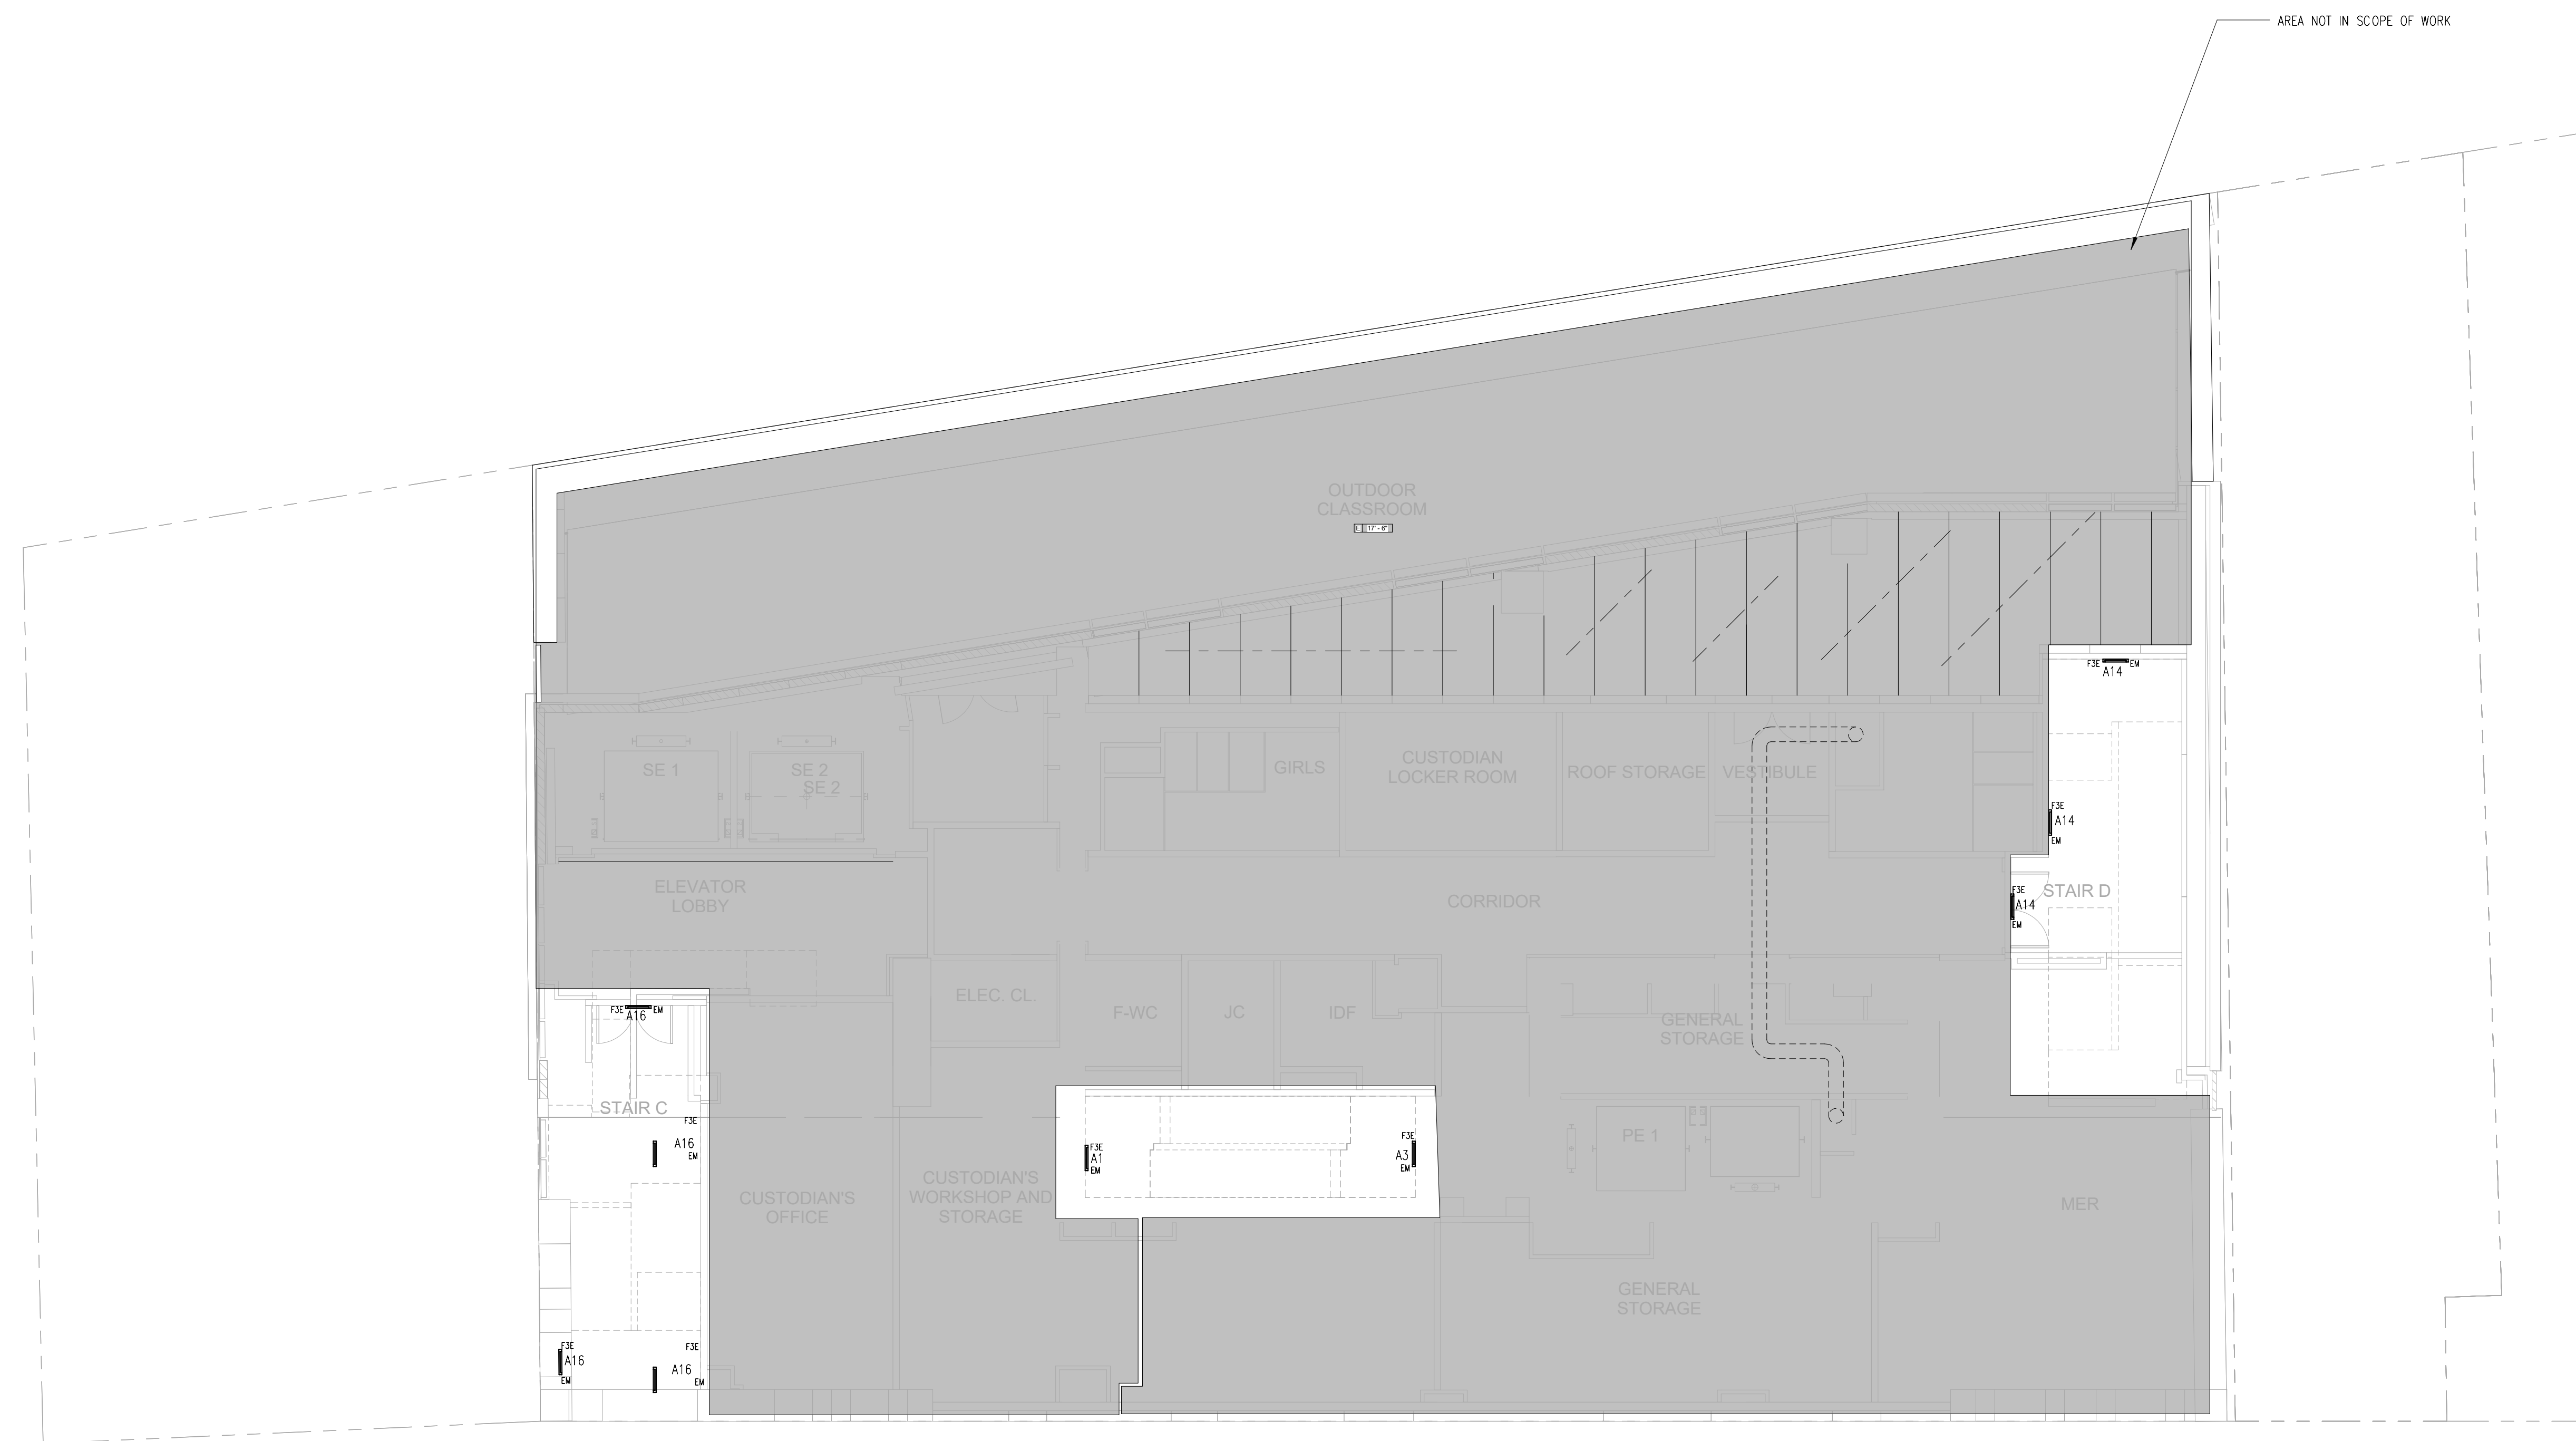 AREA NOT IN SCOPE OF WORK
OUTDOOR
CLASSROOM
E 17' - 6"
F3E EM
A14
SE 1
SE 2
SE 2
GIRLS
CUSTODIAN
LOCKER ROOM
ROOF STORAGE
VESTIBULE
F3E
A14
EM
ELEVATOR
LOBBY
CORRIDOR
STAIR D
F3E
A14
EM
ELEC. CL.
F-WC
JC
IDF
GENERAL
STORAGE
F3E EM
A16
STAIR C
F3E
A16
EM
F3E
A1
EM
F3E
A3
EM
PE 1
CUSTODIAN'S
OFFICE
CUSTODIAN'S
WORKSHOP AND
STORAGE
MER
GENERAL
STORAGE
F3E
A16
EM
F3E
A16
EM